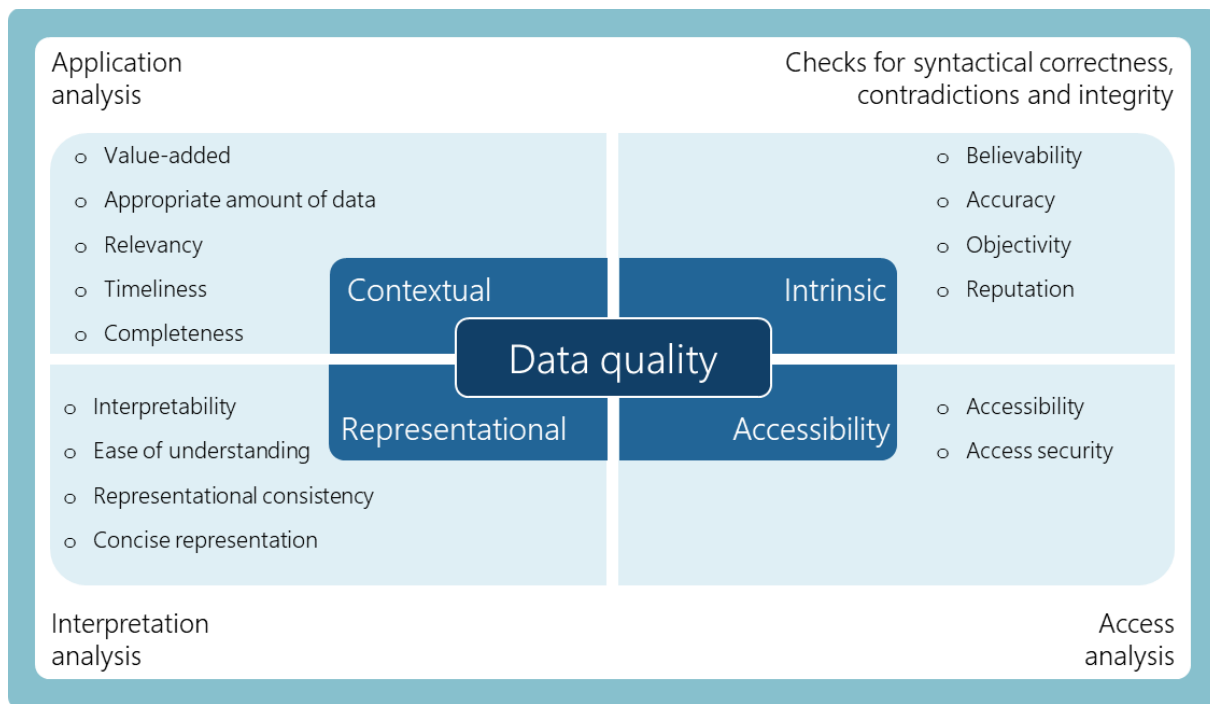 Application
analysis
Checks for syntactical correctness,
contradictions and integrity
o Value-added
o Appropriate amount of data
o Relevancy
o Timeliness
o Completeness
Contextual
o Believability
o Accuracy
o Objectivity
o Reputation
Intrinsic
Data quality
o Interpretability
o Ease of understanding
o Representational consistency
o Concise representation
Representational
Accessibility
o Accessibility
o Access security
Interpretation
analysis
Access
analysis